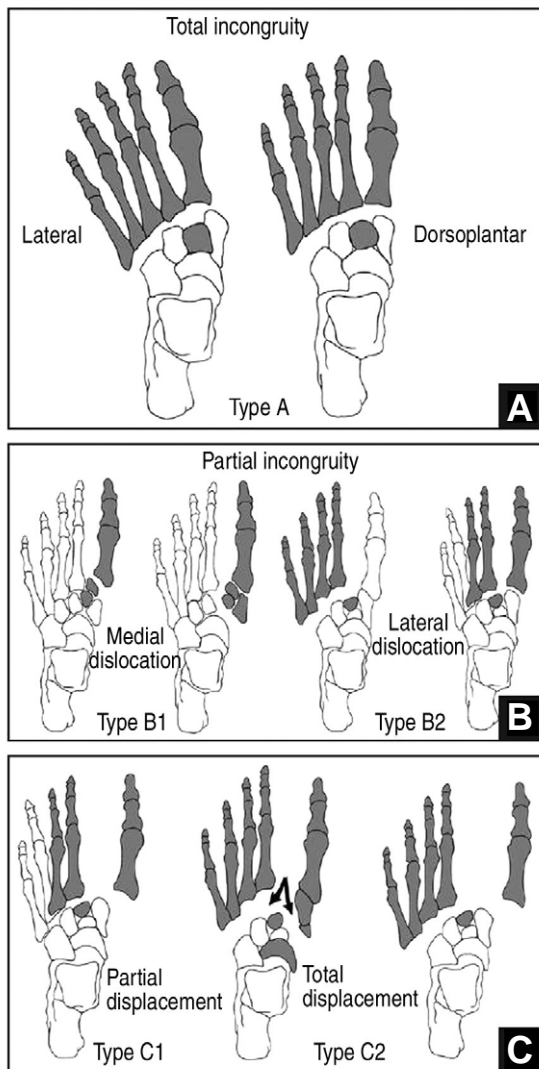 Total incongruity
Lateral
Dorsoplantar
Type A
A
Partial incongruity
Medial
dislocation
Lateral
dislocation
Type B1
Type B2
B
Partial
displacement
Total
displacement
Type C1
Type C2
C